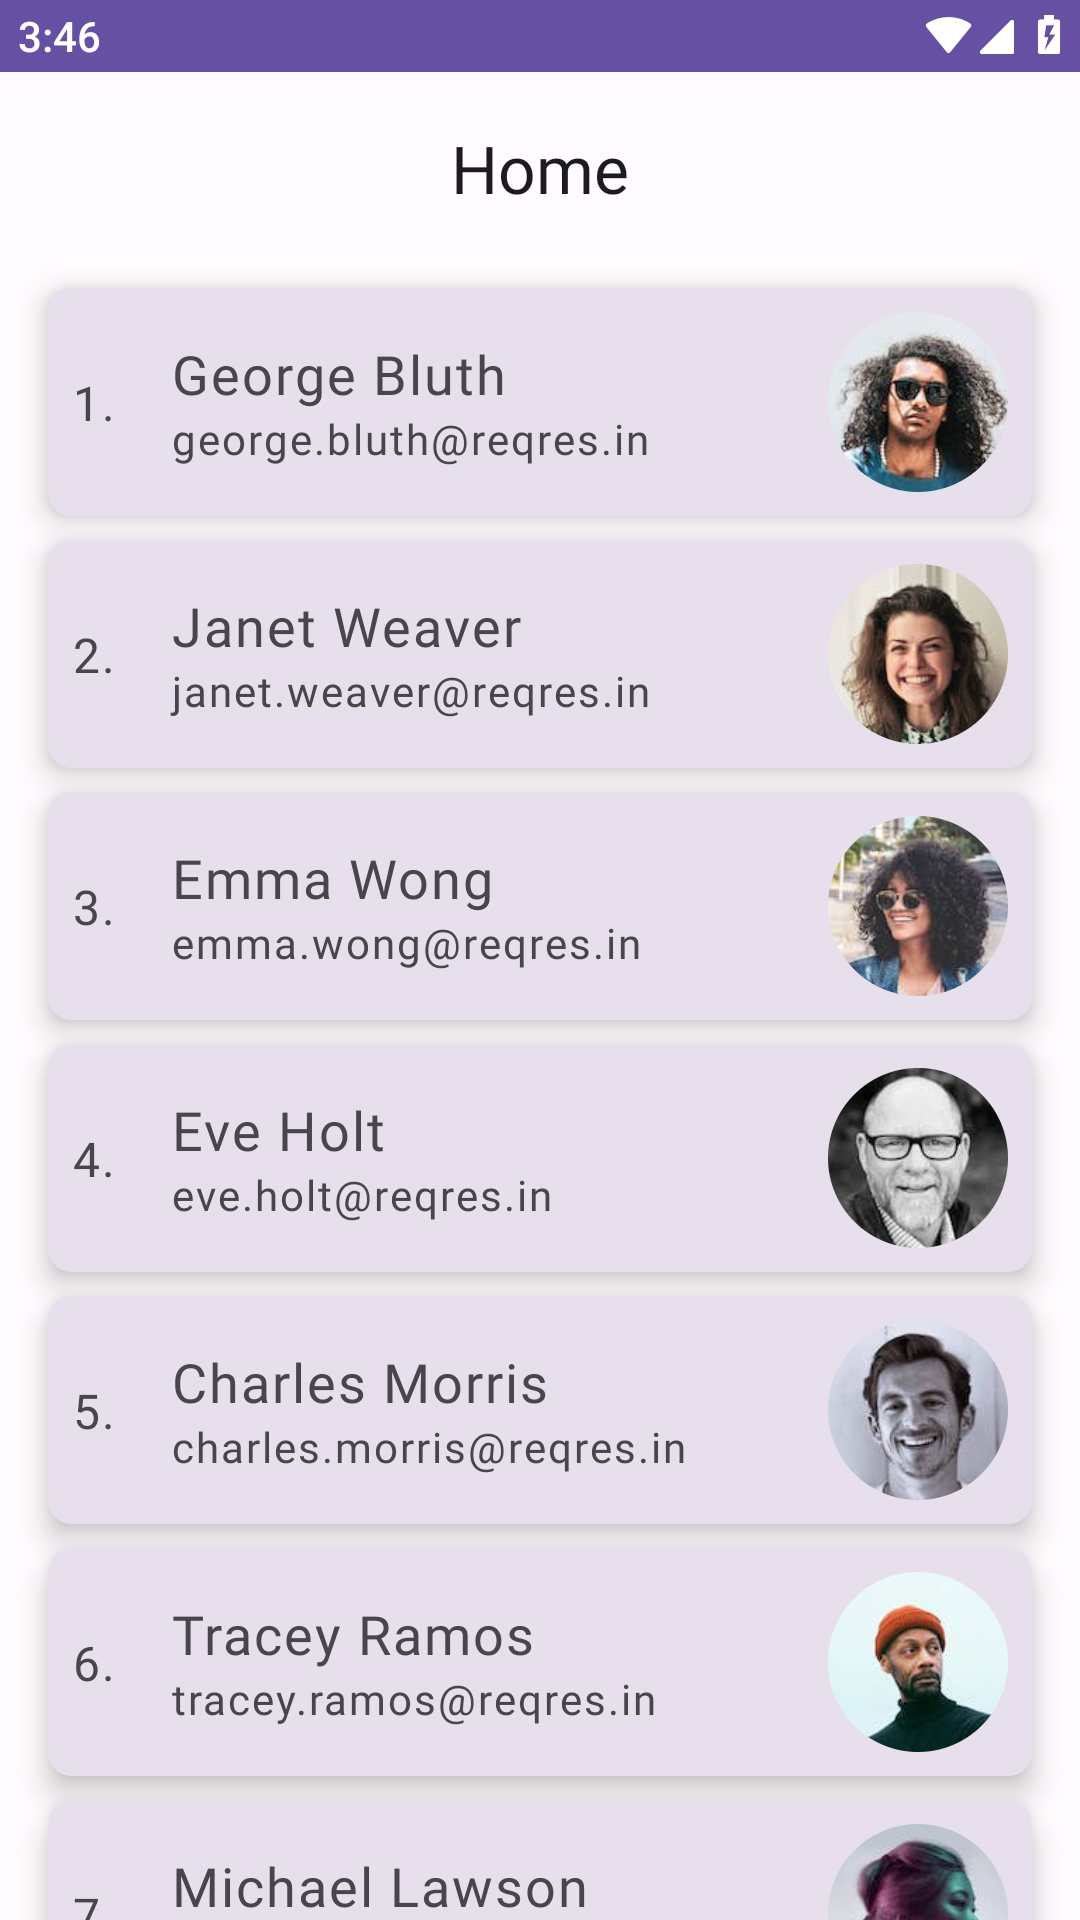 3:46
Home
1.
George Bluth
george.bluth@reqres.in
2.
Janet Weaver
janet.weaver@reqres.in
3.
Emma Wong
emma.wong@reqres.in
4.
Eve Holt
eve.holt@reqres.in
5.
Charles Morris
charles.morris@reqres.in
6.
Tracey Ramos
tracey.ramos@reqres.in
7
Michael Lawson